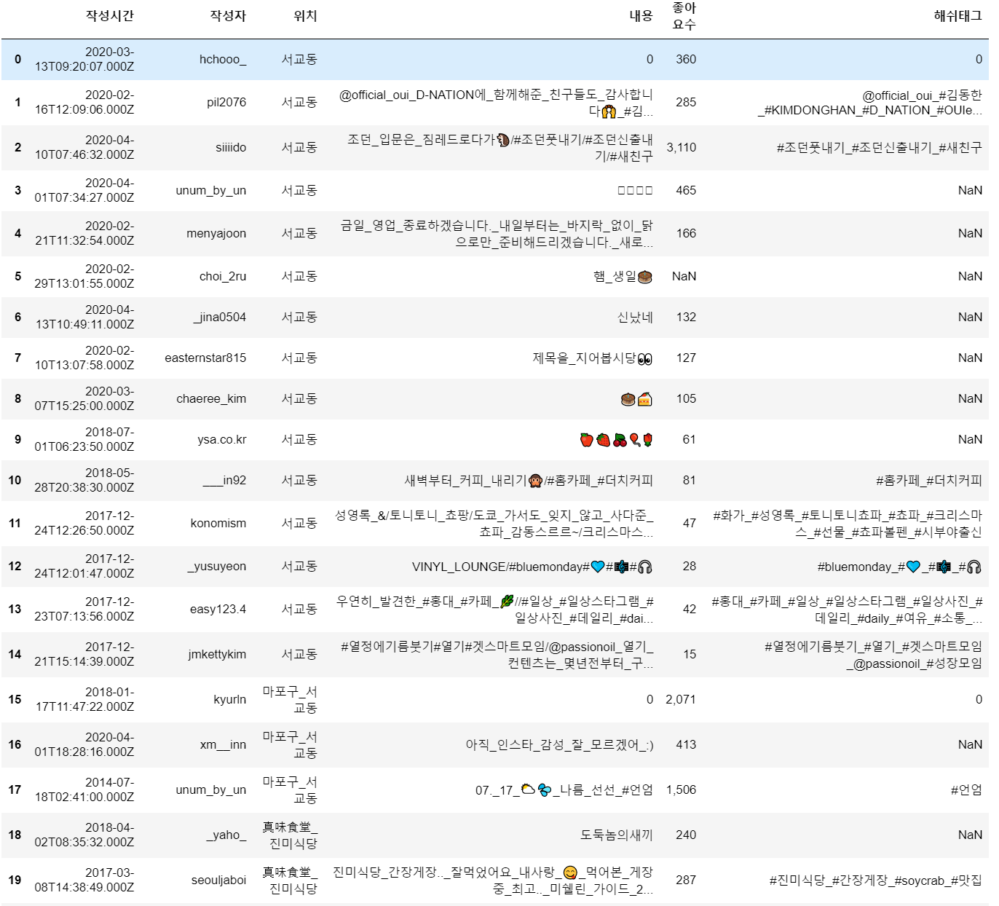 작성시간 작성자 위치 내용 좋아요수 해쉬태그
0 2020-03-13T09:20:07.000Z hchooo_ 서교동 0 360 0
1 2020-02-16T12:09:06.000Z pil2076 서교동 @official_oui_D-NATION에_함께해준_친구들도_감사합니다🙌_#김... 285 @official_oui_#김동한_#KIMDONGHAN_#D_NATION_#OUIe...
2 2020-04-10T07:46:32.000Z siiiido 서교동 조던_입문은_짐레드로다가🦔/#조던풋내기/#조던신출내기/#새친구 3,110 #조던풋내기_#조던신출내기_#새친구
3 2020-04-01T07:34:27.000Z unum_by_un 서교동 465 NaN
4 2020-02-21T11:32:54.000Z menyajoon 서교동 금일_영업_종료하겠습니다._내일부터는_바지락_없이_닭으로만_준비해드리겠습니다._새로... 166 NaN
5 2020-02-29T13:01:55.000Z choi_2ru 서교동 햄_생일🎂 NaN NaN
6 2020-04-13T10:49:11.000Z _jina0504 서교동 신났네 132 NaN
7 2020-02-10T13:07:58.000Z easternstar815 서교동 제목을_지어봅시당👀 127 NaN
8 2020-03-07T15:25:00.000Z chaeree_kim 서교동 🎂🍰 105 NaN
9 2018-07-01T06:23:50.000Z ysa.co.kr 서교동 🍎🍓🍒🎈🌹 61 NaN
10 2018-05-28T20:38:30.000Z ___in92 서교동 새벽부터_커피_내리기🙊/#홈카페_#더치커피 81 #홈카페_#더치커피
11 2017-12-24T12:26:50.000Z konomism 서교동 성영록_&/토니토니_쵸팡/도쿄_가서도_잊지_않고_사다준_쵸파_감동스르르~/크리스마스... 47 #화가_#성영록_#토니토니쵸파_#쵸파_#크리스마스_#선물_#쵸파볼펜_#시부야출신
12 2017-12-24T12:01:47.000Z _yusuyeon 서교동 VINYL_LOUNGE/#bluemonday#💙#🎼#🎧 28 #bluemonday_#💙_#🎼_#🎧
13 2017-12-23T07:13:56.000Z easy123.4 서교동 우연히_발견한_#홍대_#카페_🌿//#일상_#일상스타그램_#일상사진_#데일리_#dai... 42 #홍대_#카페_#일상_#일상스타그램_#일상사진_#데일리_#daily_#여유_#소통_...
14 2017-12-21T15:14:39.000Z jmkettykim 서교동 #열정에기름붓기#열기#겟스마트모임/@passionoil_열기_컨텐츠는_몇년전부터_구... 15 #열정에기름붓기_#열기_#겟스마트모임_@passionoil_#성장모임
15 2018-01-17T11:47:22.000Z kyurln 마포구_서교동 0 2,071 0
16 2020-04-01T18:28:16.000Z xm__inn 마포구_서교동 아직_인스타_감성_잘_모르겠어_:) 413 NaN
17 2014-07-18T02:41:00.000Z unum_by_un 마포구_서교동 07._17_⛅💦_나름_선선_#언엄 1,506 #언엄
18 2018-04-02T08:35:32.000Z _yaho_ 真味食堂_진미식당 도둑놈의새끼 240 NaN
19 2017-03-08T14:38:49.000Z seouljaboi 真味食堂_진미식당 진미식당_간장게장.._잘먹었어요_내사랑_😋_먹어본_게장중_최고.._미쉘린_가이드_2... 287 #진미식당_#간장게장_#soycrab_#맛집